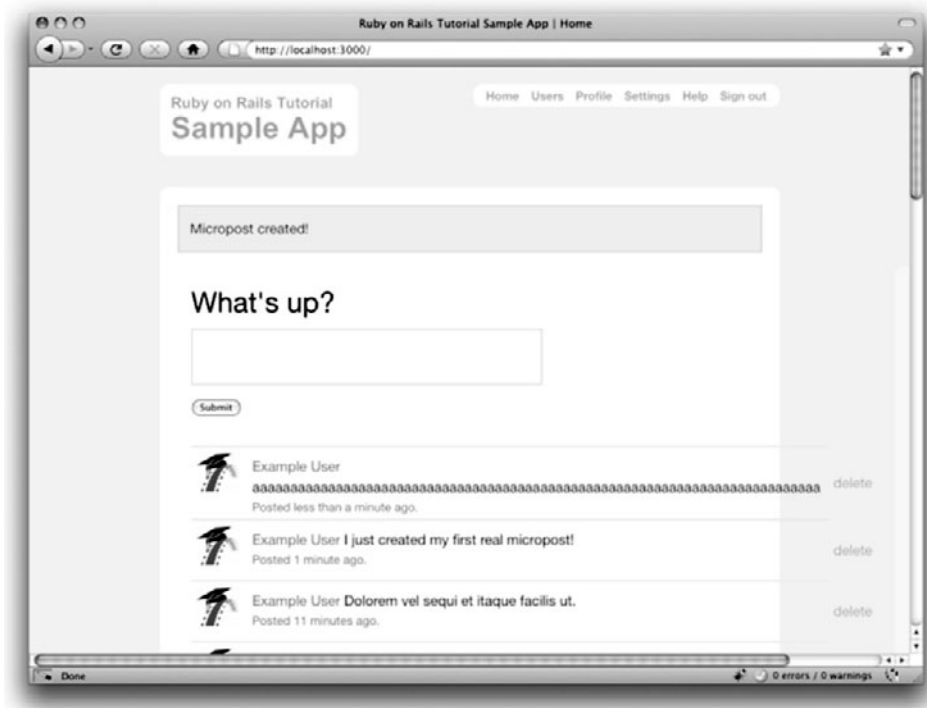 Ruby on Rails Tutorial Sample App | Home
http://localhost:3000/
Ruby on Rails Tutorial
Sample App
Home Users Profile Settings Help Sign out
Micropost created!
What's up?
Submit
Example User
delete
Posted less than a minute ago.
Example User I just created my first real micropost!
delete
Posted 1 minute ago.
Example User Dolorem vel sequi et itaque facilis ut.
delete
Posted 11 minutes ago.
Done
0 errors / 0 warnings